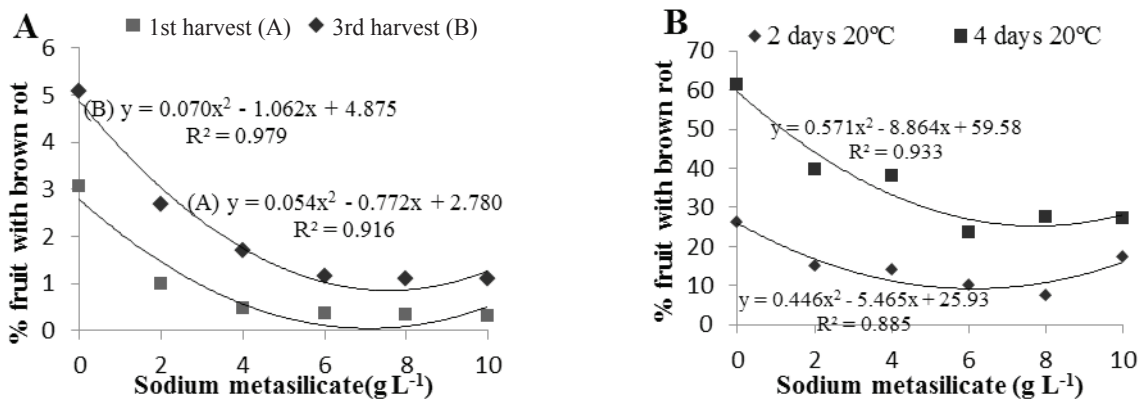 A
1st harvest (A) 3rd harvest (B)
% fruit with brown rot
6
5
4
3
2
1
0
(B) y = 0.070x² - 1.062x + 4.875
R² = 0.979
(A) y = 0.054x² - 0.772x + 2.780
R² = 0.916
0 2 4 6 8 10
Sodium metasilicate(g L⁻¹)
B
2 days 20ºC 4 days 20ºC
% fruit with brown rot
70
60
50
40
30
20
10
0
y = 0.571x² - 8.864x + 59.58
R² = 0.933
y = 0.446x² - 5.465x + 25.93
R² = 0.885
0 2 4 6 8 10
Sodium metasilicate (g L⁻¹)